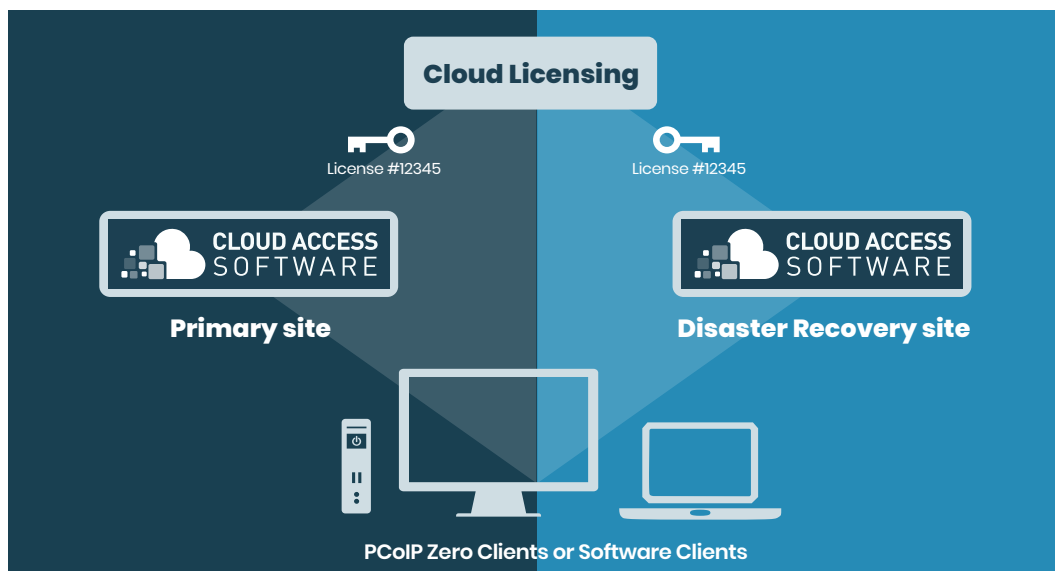 Cloud Licensing
License #12345
License #12345
CLOUD ACCESS
SOFTWARE
CLOUD ACCESS
SOFTWARE
Primary site
Disaster Recovery site
PCoIP Zero Clients or Software Clients